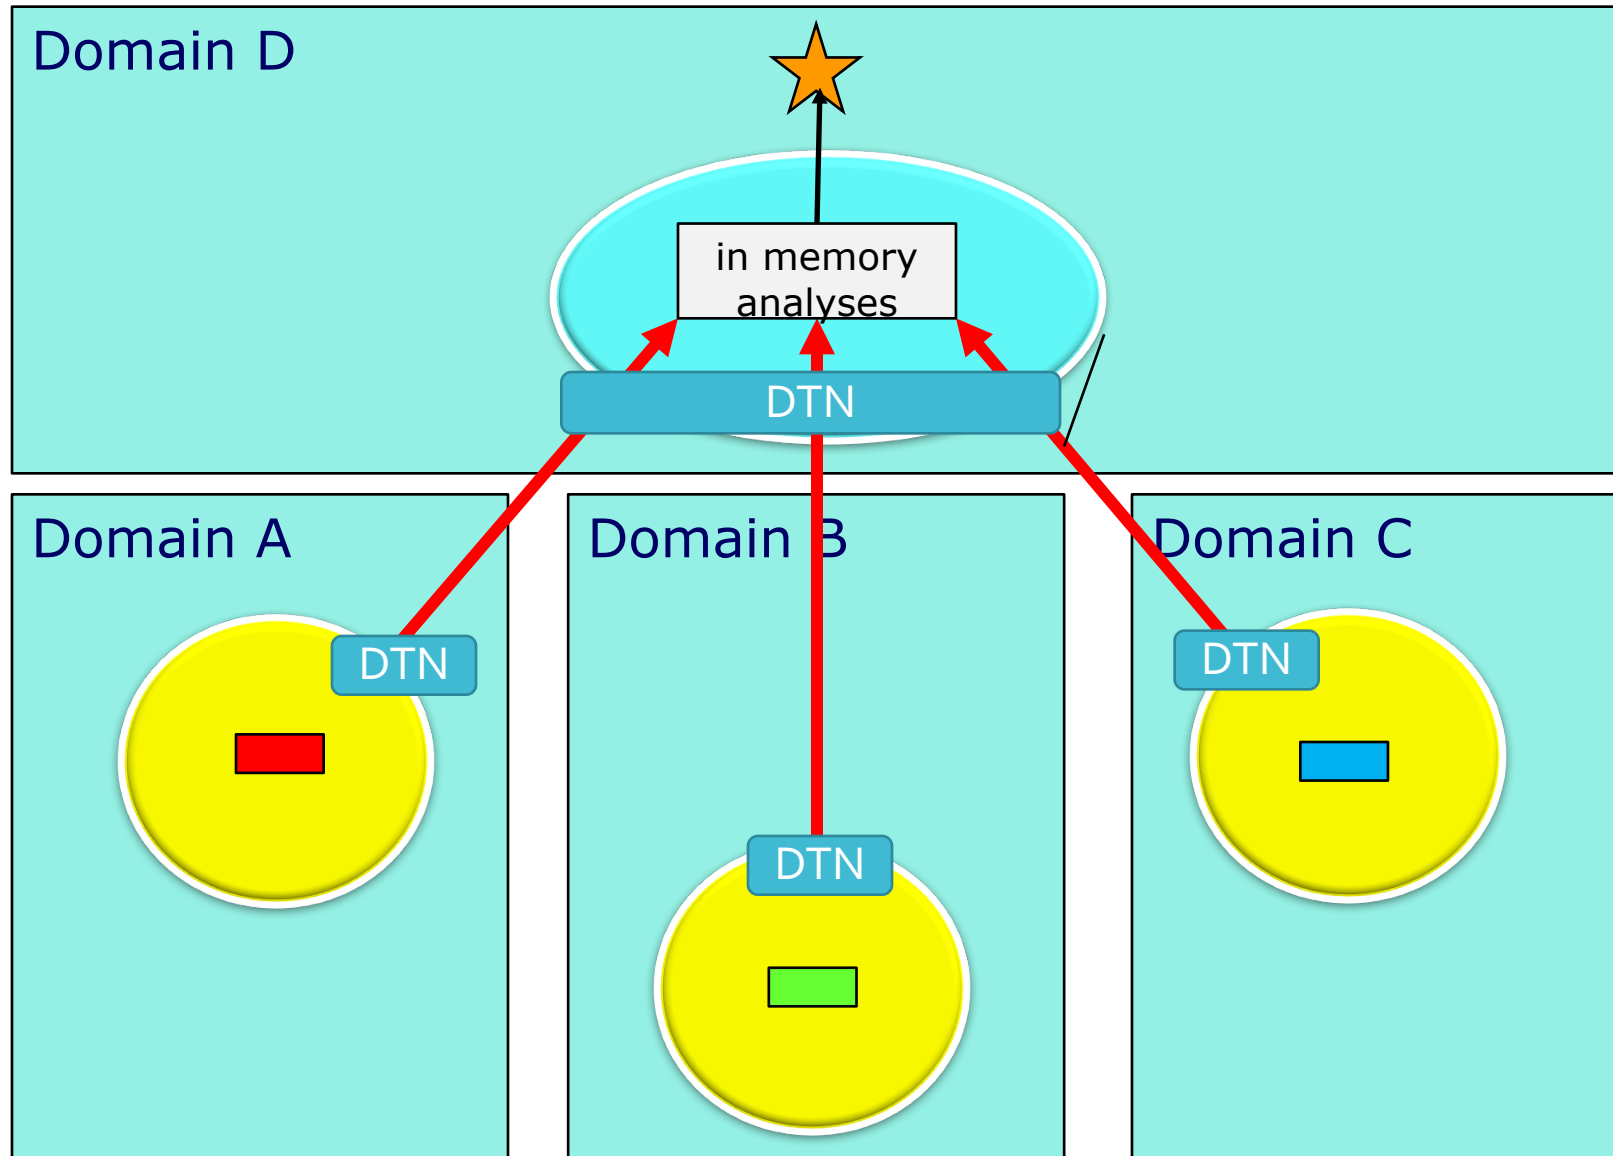 Domain D
in memory
analyses
DTN
Domain A
Domain B
Domain C
DTN
DTN
DTN